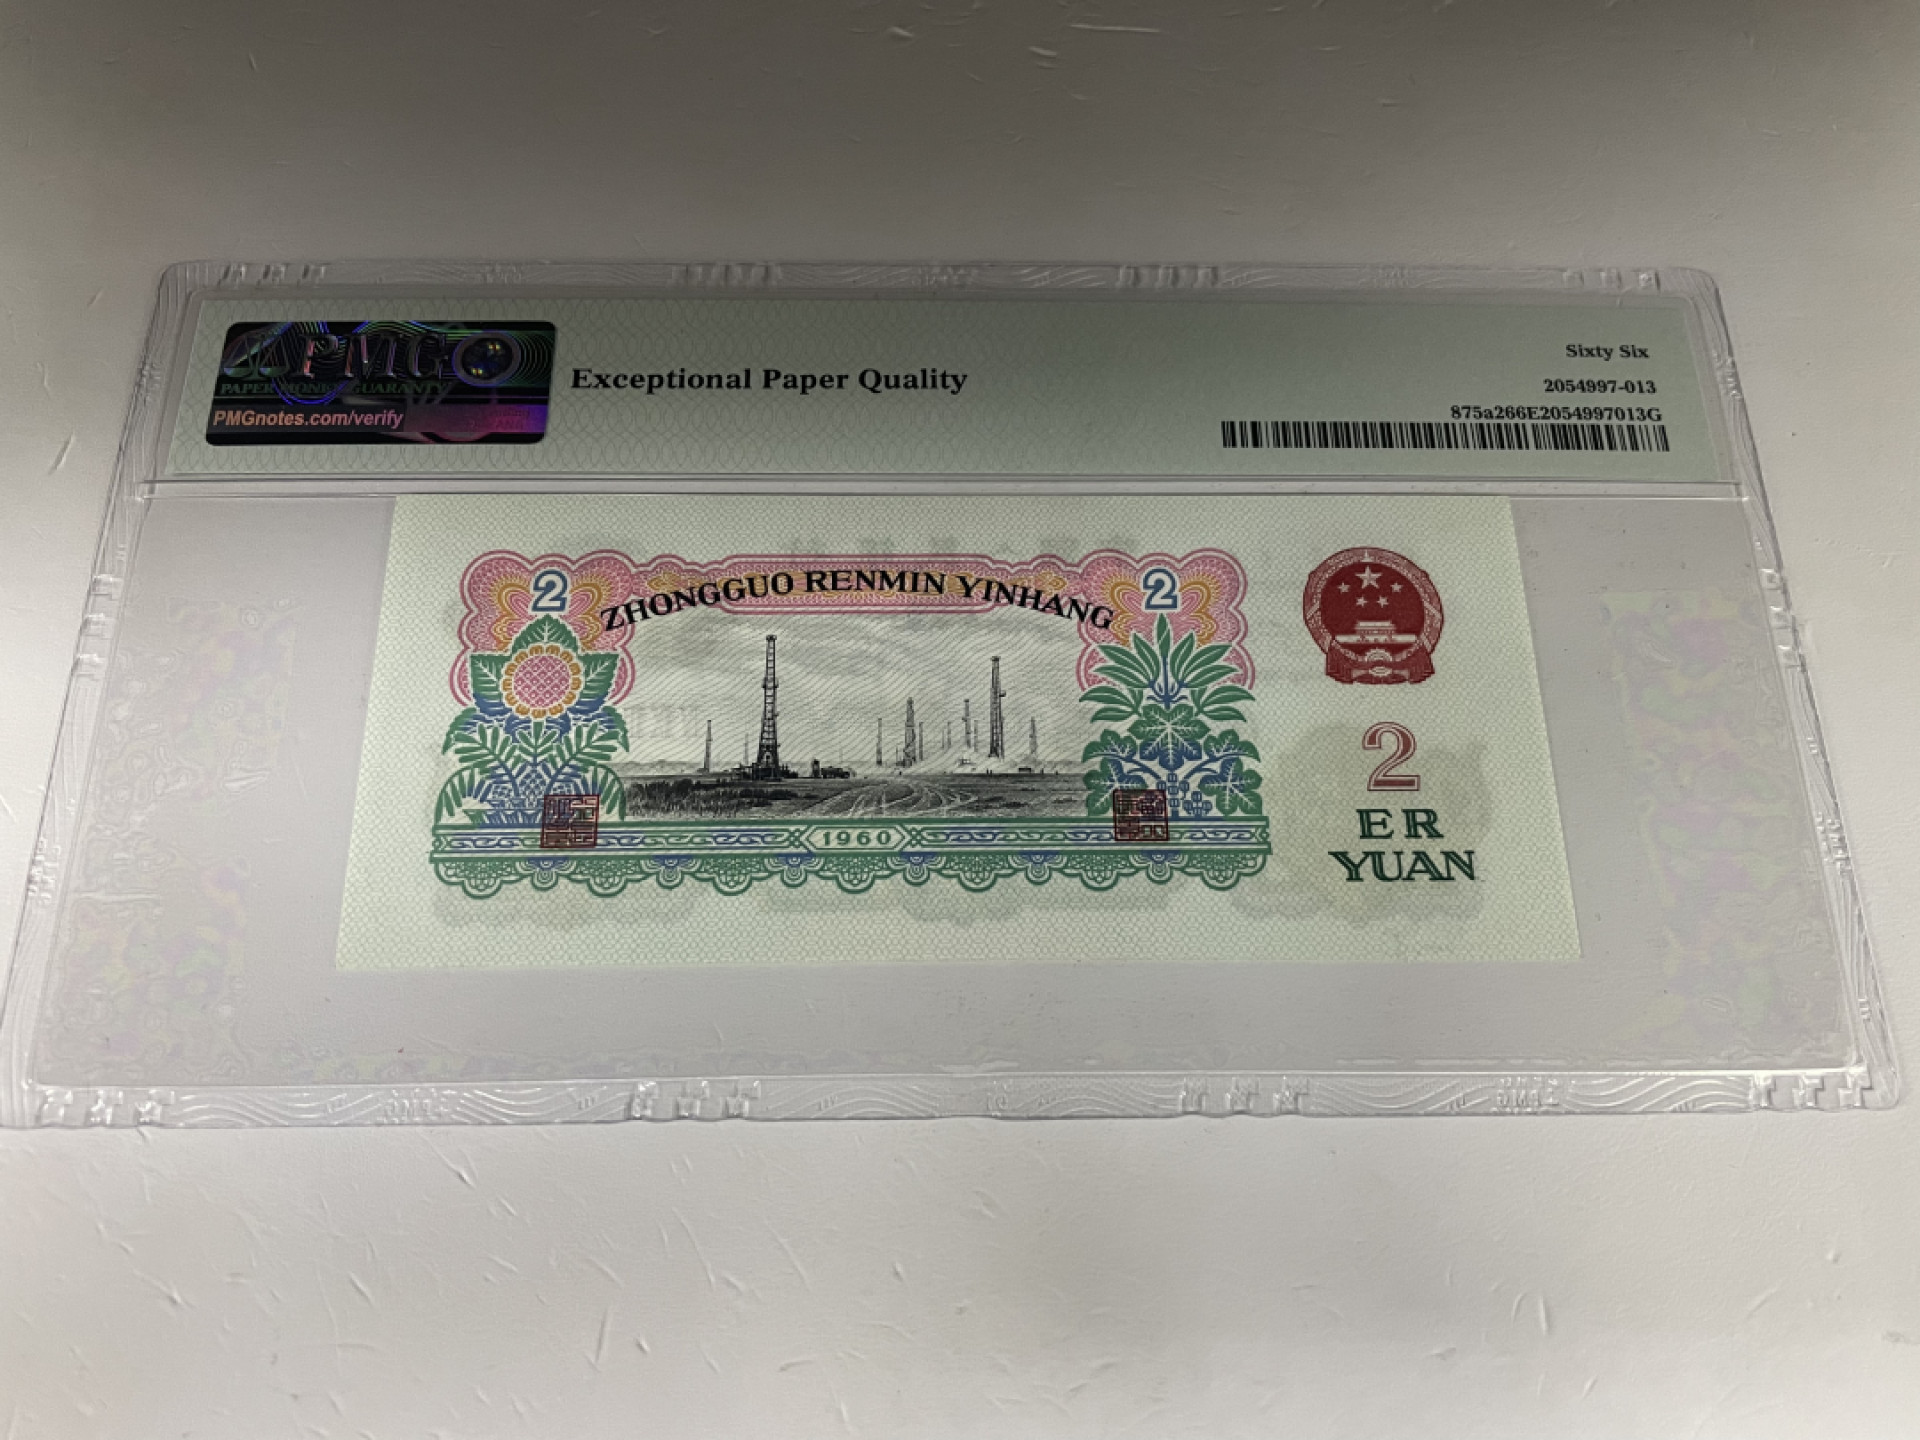 PMG
PAPER MONEY GUARANTY
PMGnotes.com/verify
Exceptional Paper Quality
Sixty Six
2054997-013
875a266E2054997013G
2
ZHONGGUO RENMIN YINHANG
2
1960
2
ER
YUAN